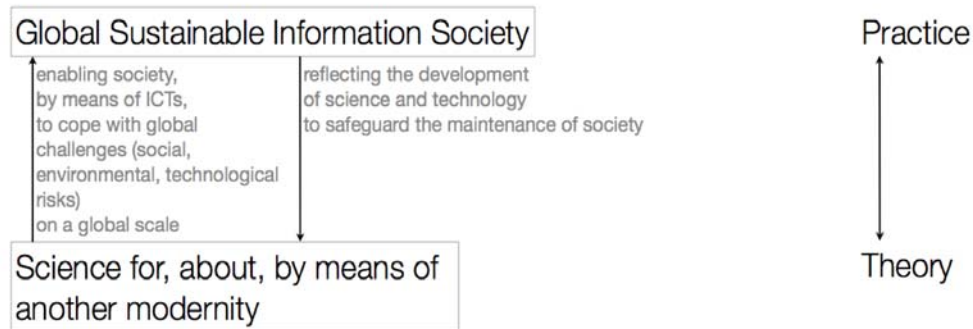 Global Sustainable Information Society
Practice
enabling society,
by means of ICTs,
to cope with global
challenges (social,
environmental, technological
risks)
on a global scale
reflecting the development
of science and technology
to safeguard the maintenance of society
Science for, about, by means of
another modernity
Theory